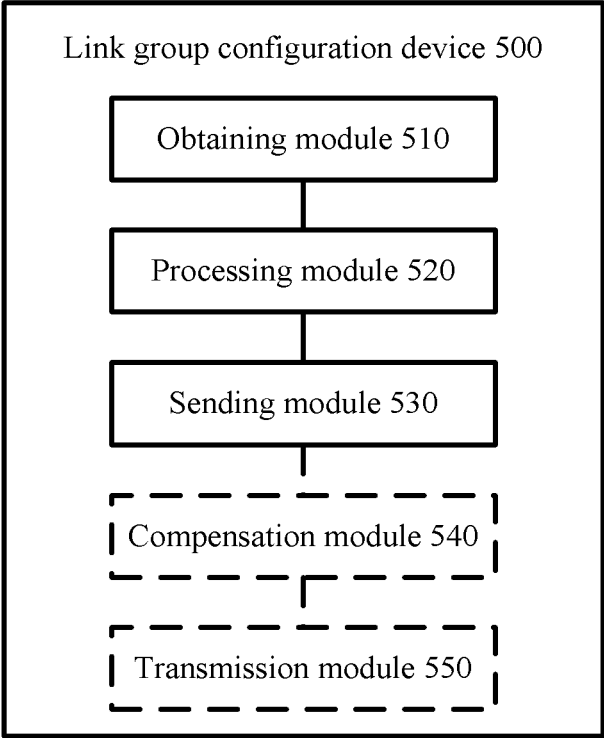 Link group configuration device 500
Obtaining module 510
Processing module 520
Sending module 530
Compensation module 540
Transmission module 550